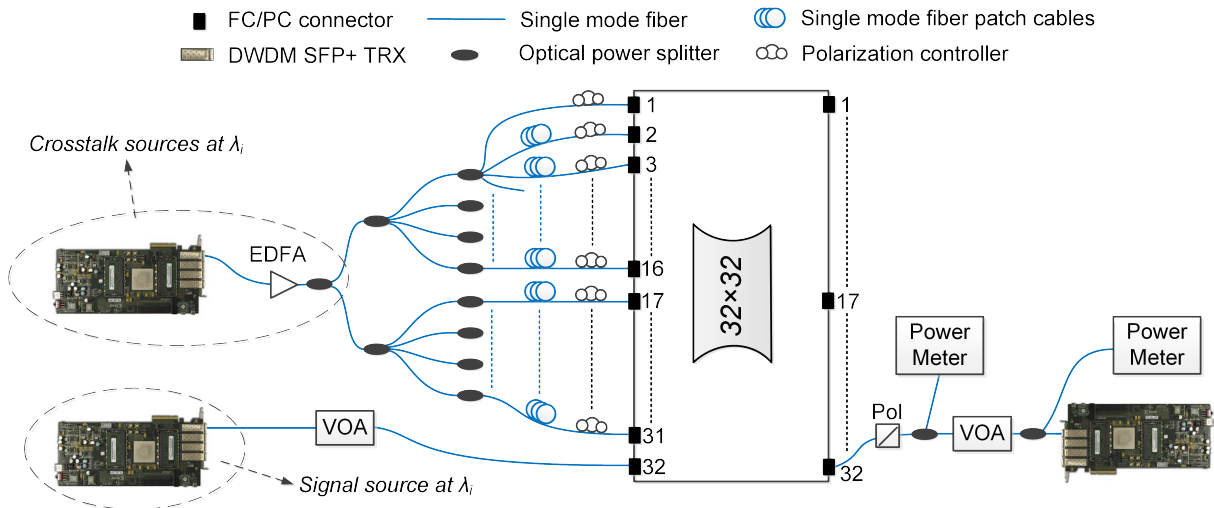 FC/PC connector
Single mode fiber
Single mode fiber patch cables
DWDM SFP+ TRX
Optical power splitter
Polarization controller
Crosstalk sources at λi
EDFA
1
2
3
16
17
31
32
32×32
1
17
32
VOA
Signal source at λi
Pol
Power
Meter
VOA
Power
Meter